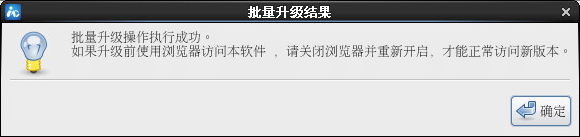 批量升级结果
批量升级操作执行成功。
如果升级前使用浏览器访问本软件 ，请关闭浏览器并重新开启，才能正常访问新版本。
确定